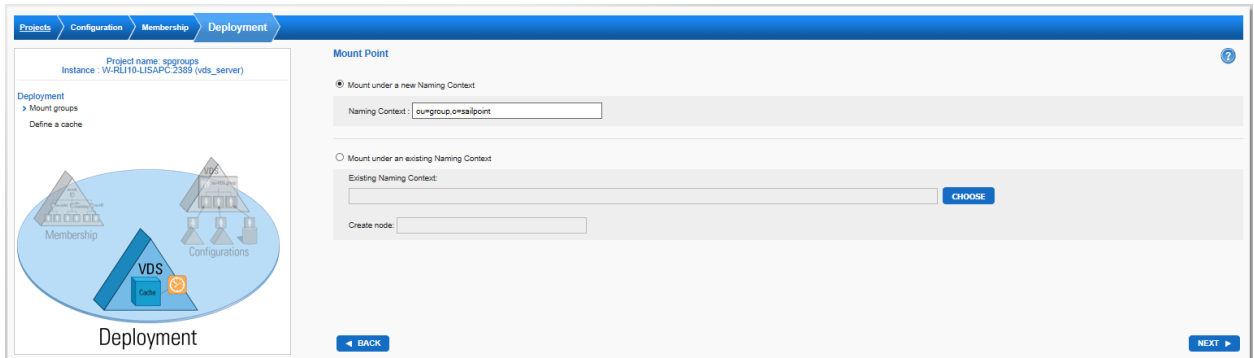 Projects Configuration Membership Deployment
Project name: spgroups
Instance : W-RLI10-LISAPC:2389 (vds_server)
Deployment
Mount groups
Define a cache
VDS
Membership
Configurations
VDS
Cache
Deployment
Mount Point
?
Mount under a new Naming Context
Naming Context : ou=group,o=sailpoint
Mount under an existing Naming Context
Existing Naming Context:
CHOOSE
Create node:
BACK
NEXT